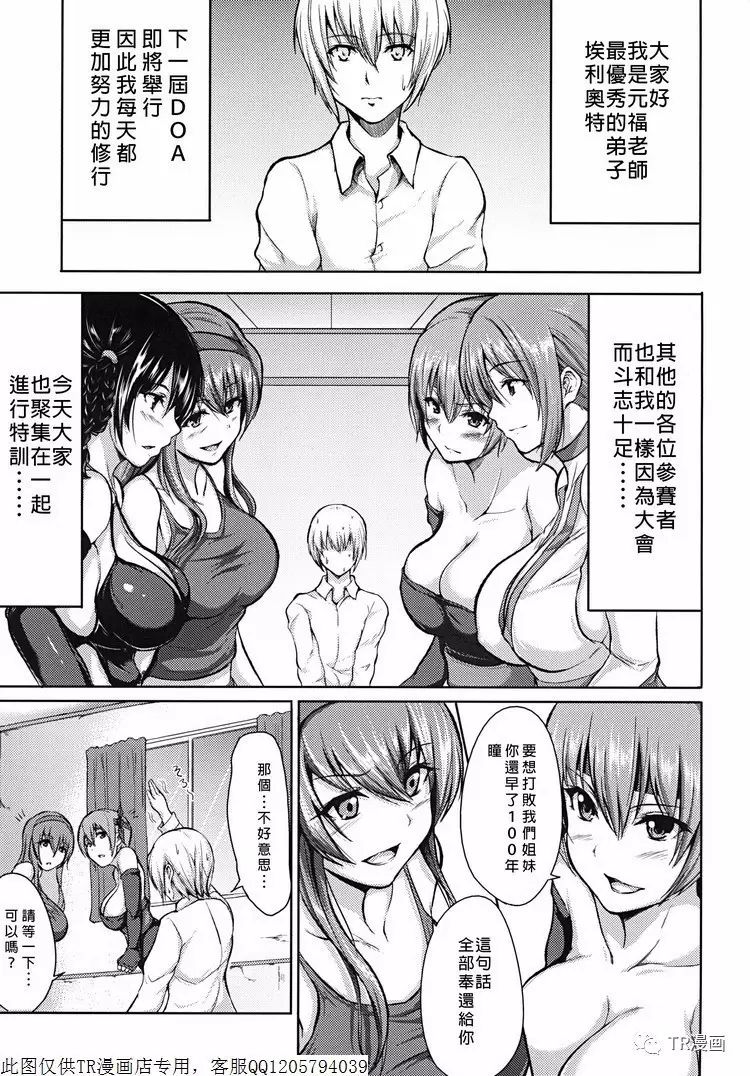 大家好
我是元福老師
最優秀的弟子
埃利奧特
下一屆DOA
即將舉行
因此我每天都
更加努力的修行
其他的各位參賽者
也和我一樣因為大會
而斗志十足……
今天大家
也聚集在一起
進行特訓……
要想打敗我們姐妹
你還早了100年
瞳
這句話
全部奉還給你
那個…不好意思…
請等一下…
可以嗎？
TR漫画
此图仅供TR漫画店专用，客服QQ1205794039